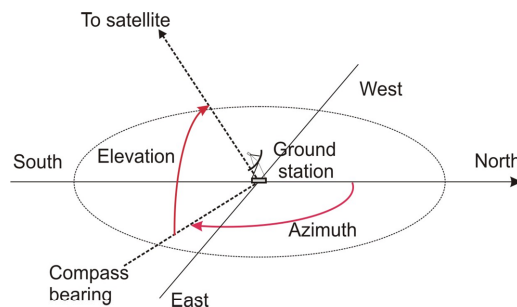 To satellite
West
South
Elevation
Ground
station
North
Azimuth
Compass
bearing
East